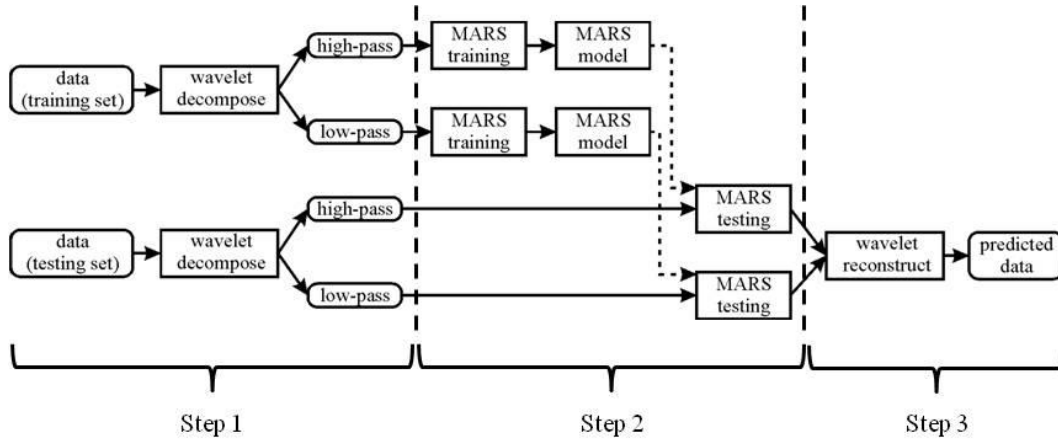 data
(training set)
wavelet
decompose
high-pass
low-pass
MARS
training
MARS
model
MARS
training
MARS
model
data
(testing set)
wavelet
decompose
high-pass
low-pass
MARS
testing
MARS
testing
wavelet
reconstruct
predicted
data
Step 1
Step 2
Step 3